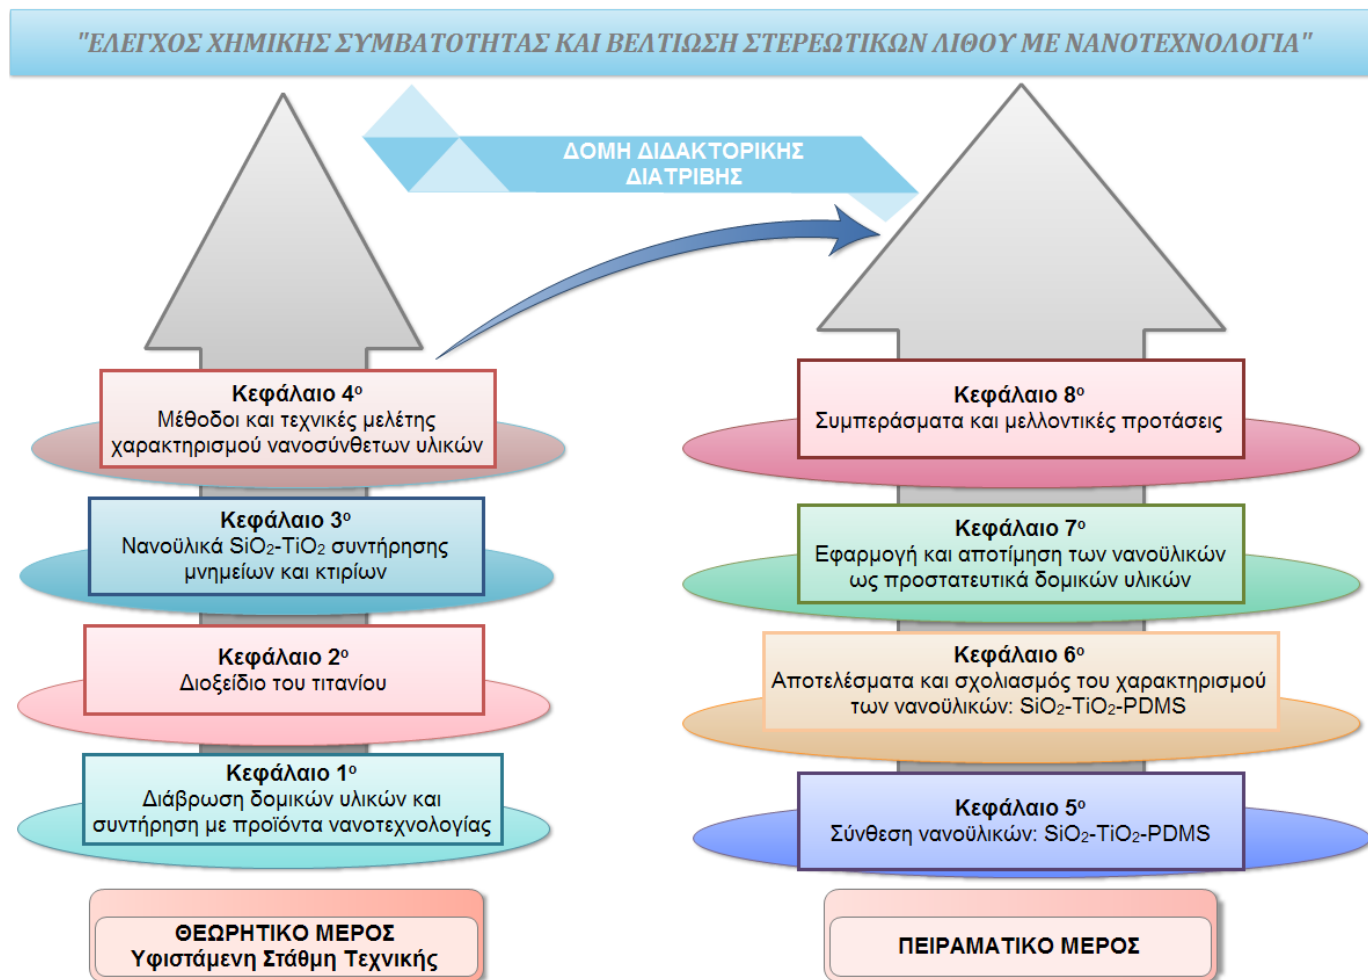 "ΕΛΕΓΧΟΣ ΧΗΜΙΚΗΣ ΣΥΜΒΑΤΟΤΗΤΑΣ ΚΑΙ ΒΕΛΤΙΩΣΗ ΣΤΕΡΕΩΤΙΚΩΝ ΛΙΘΟΥ ΜΕ ΝΑΝΟΤΕΧΝΟΛΟΓΙΑ"
ΔΟΜΗ ΔΙΔΑΚΤΟΡΙΚΗΣ
ΔΙΑΤΡΙΒΗΣ
Κεφάλαιο 4ο
Μέθοδοι και τεχνικές μελέτης
χαρακτηρισμού νανοσύνθετων υλικών
Κεφάλαιο 3ο
Νανοϋλικά SiO2-TiO2 συντήρησης
μνημείων και κτιρίων
Κεφάλαιο 2ο
Διοξείδιο του τιτανίου
Κεφάλαιο 1ο
Διάβρωση δομικών υλικών και
συντήρηση με προϊόντα νανοτεχνολογίας
ΘΕΩΡΗΤΙΚΟ ΜΕΡΟΣ
Υφιστάμενη Στάθμη Τεχνικής
Κεφάλαιο 8ο
Συμπεράσματα και μελλοντικές προτάσεις
Κεφάλαιο 7ο
Εφαρμογή και αποτίμηση των νανοϋλικών
ως προστατευτικά δομικών υλικών
Κεφάλαιο 6ο
Αποτελέσματα και σχολιασμός του χαρακτηρισμού
των νανοϋλικών: SiO2-TiO2-PDMS
Κεφάλαιο 5ο
Σύνθεση νανοϋλικών: SiO2-TiO2-PDMS
ΠΕΙΡΑΜΑΤΙΚΟ ΜΕΡΟΣ